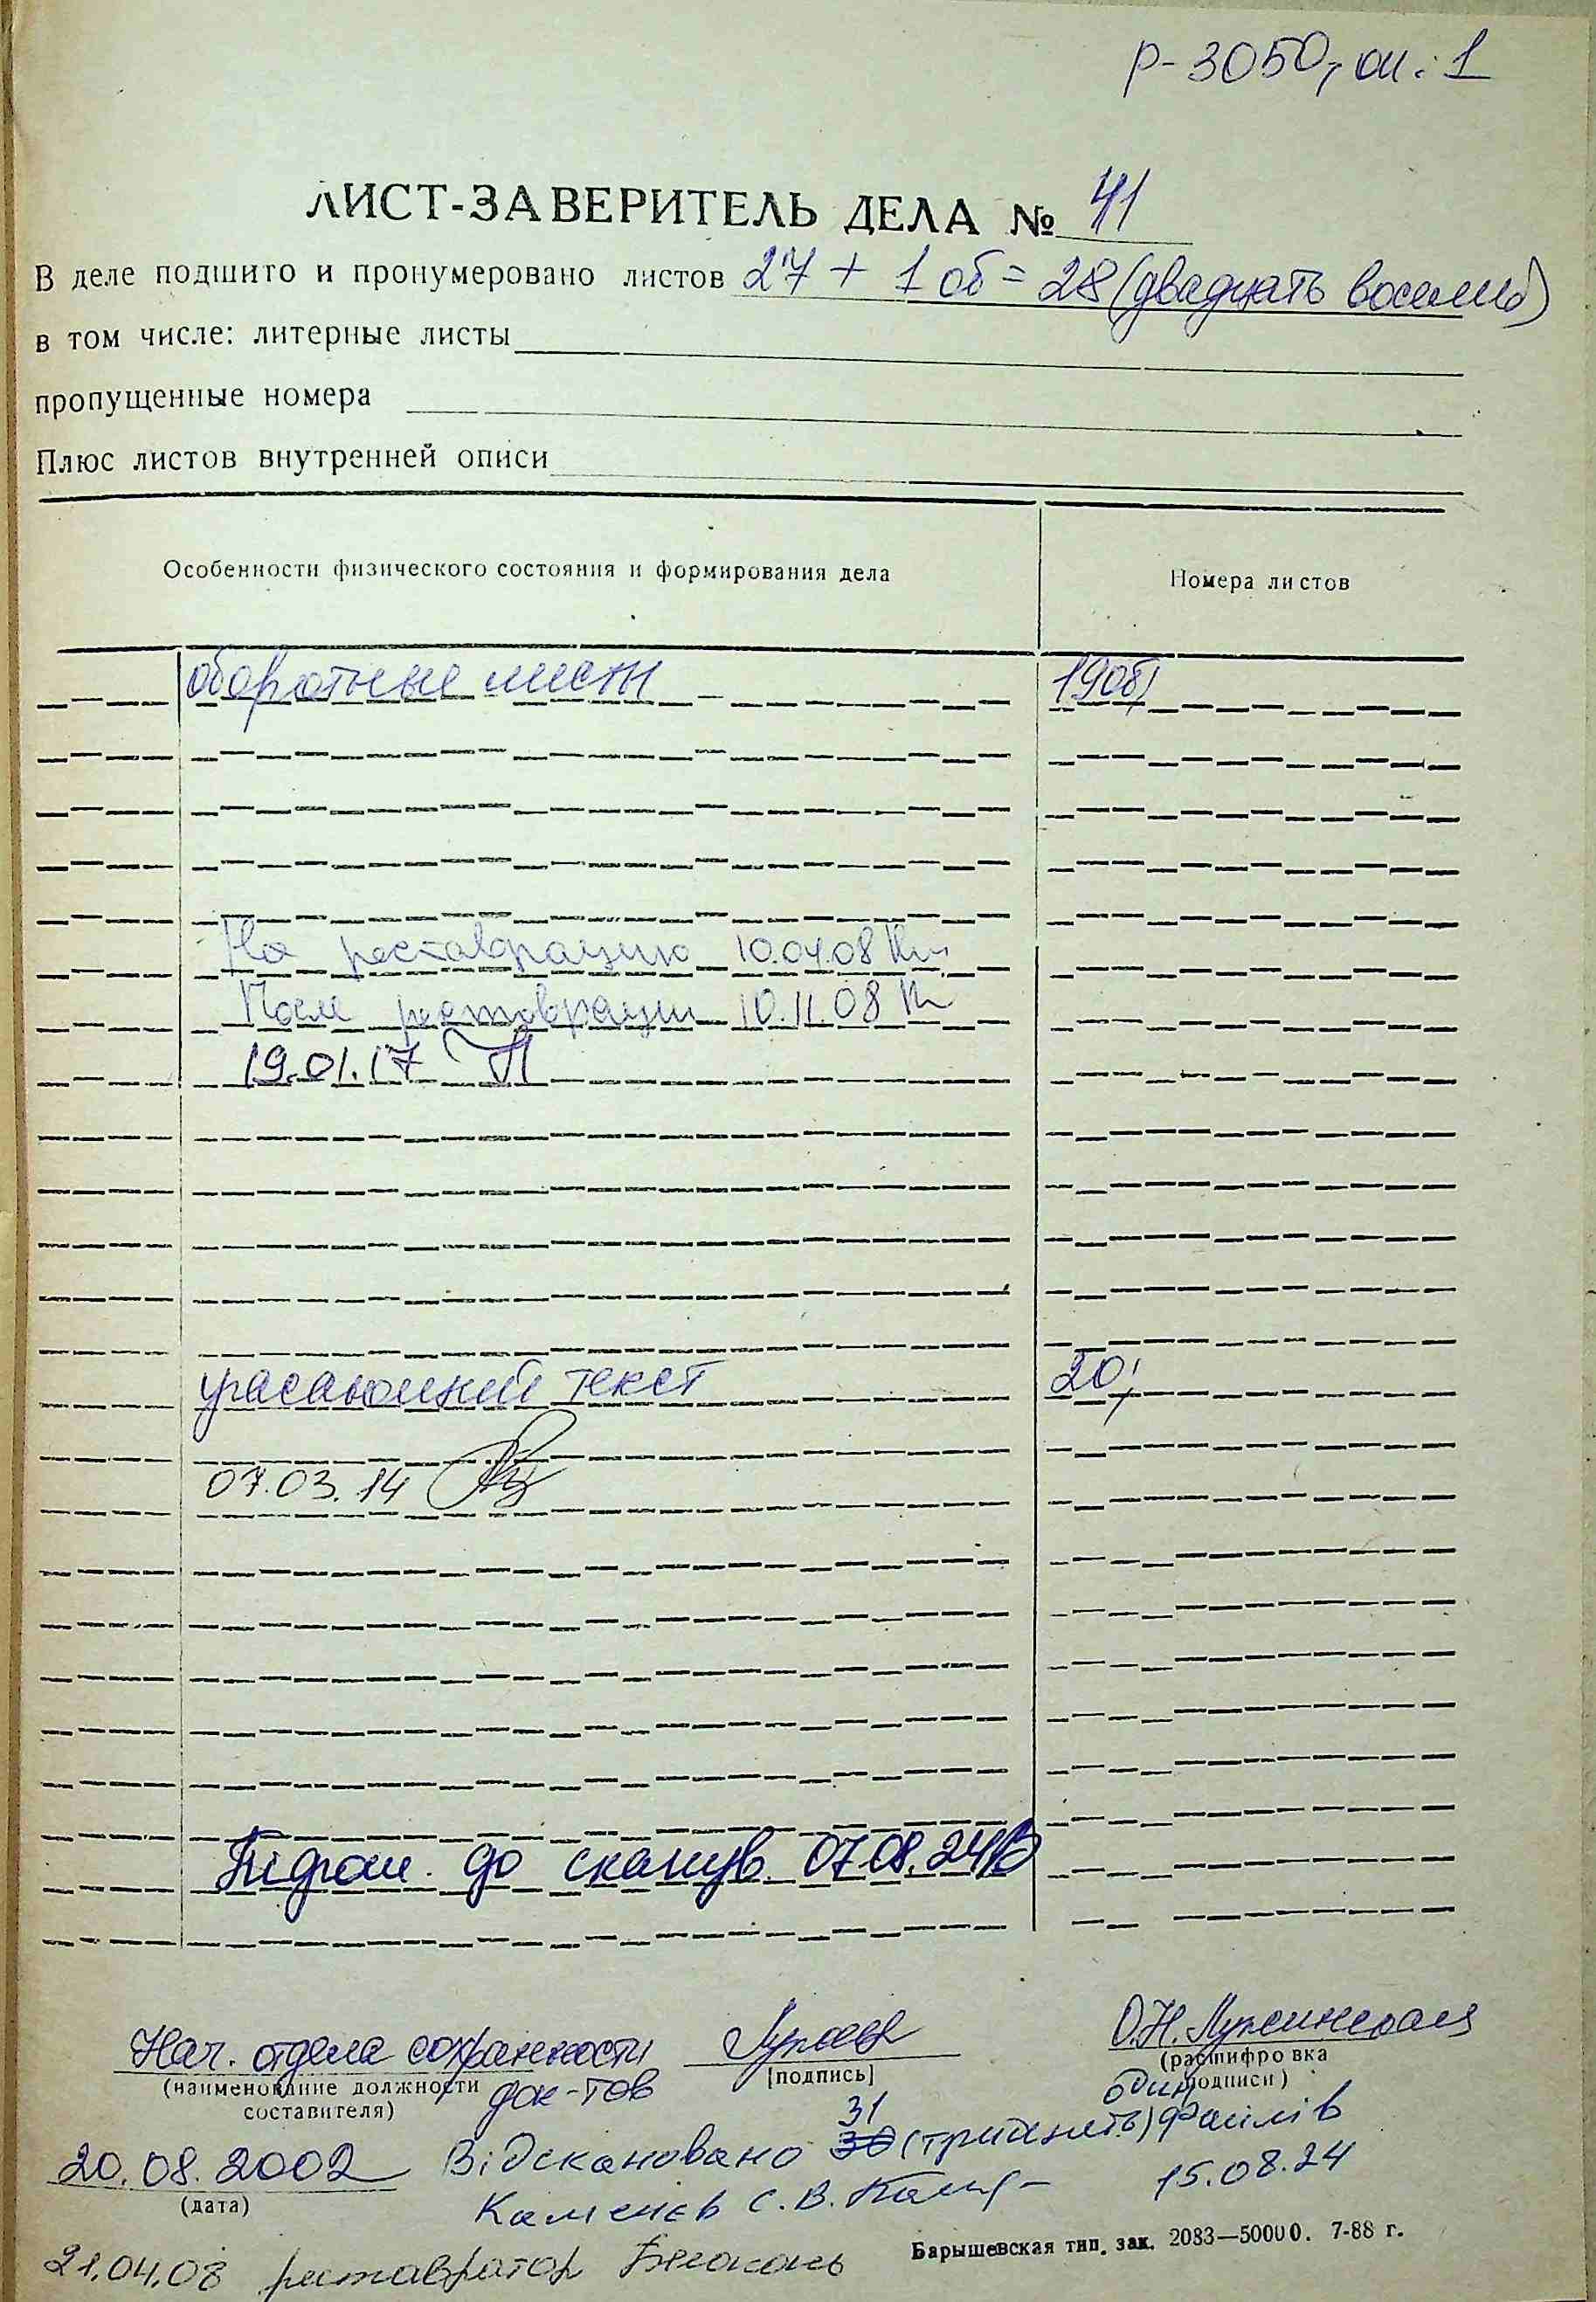 р-3050, оп. 1
ЛИСТ-ЗАВЕРИТЕЛЬ ДЕЛА № 41
В деле подшито и пронумеровано листов 27 + 1 об = 28 (двадцать восемь)
в том числе: литерные листы
пропущенные номера
Плюс листов внутренней описи
Особенности физического состояния и формирования дела Номера листов
оборотные листы 19об,
На реставрацию 10.04.08
После реставрации 10.11.08
19.01.17
угасающий текст 20,
07.03.14
Підгот. до сканув. 07.08.24
Нач. отдела сохранности О.Н. Лужинская
(наименование должности док-тов [подпись] (расшифровка
составителя) подписи)
31 один
20.08.2002 Відскановано 30 (тридцять) файлів
(дата) Каменєв С.В. 15.08.24
Барышевская тип. зак. 2083—50000. 7-88 г.
21.04.08 реставратор